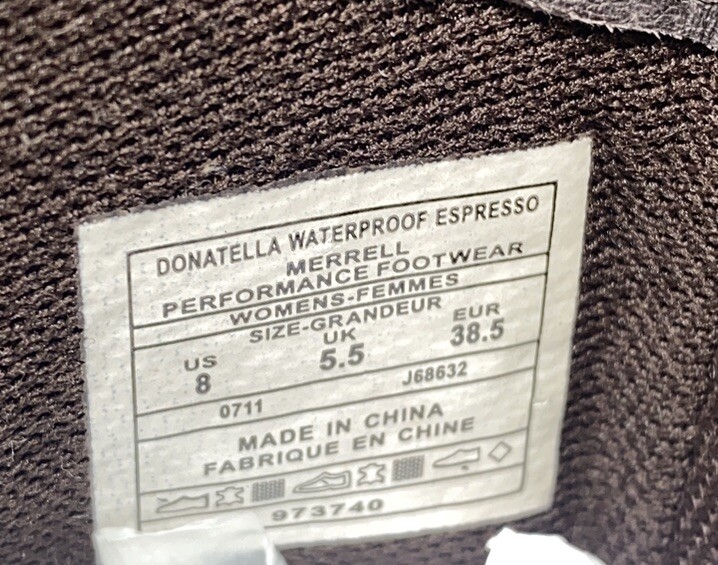 DONATELLA WATERPROOF ESPRESSO
MERRELL
PERFORMANCE FOOTWEAR
WOMENS-FEMMES
SIZE-GRANDEUR
US UK EUR
8 5.5 38.5
0711 J68632
MADE IN CHINA
FABRIQUE EN CHINE
973740